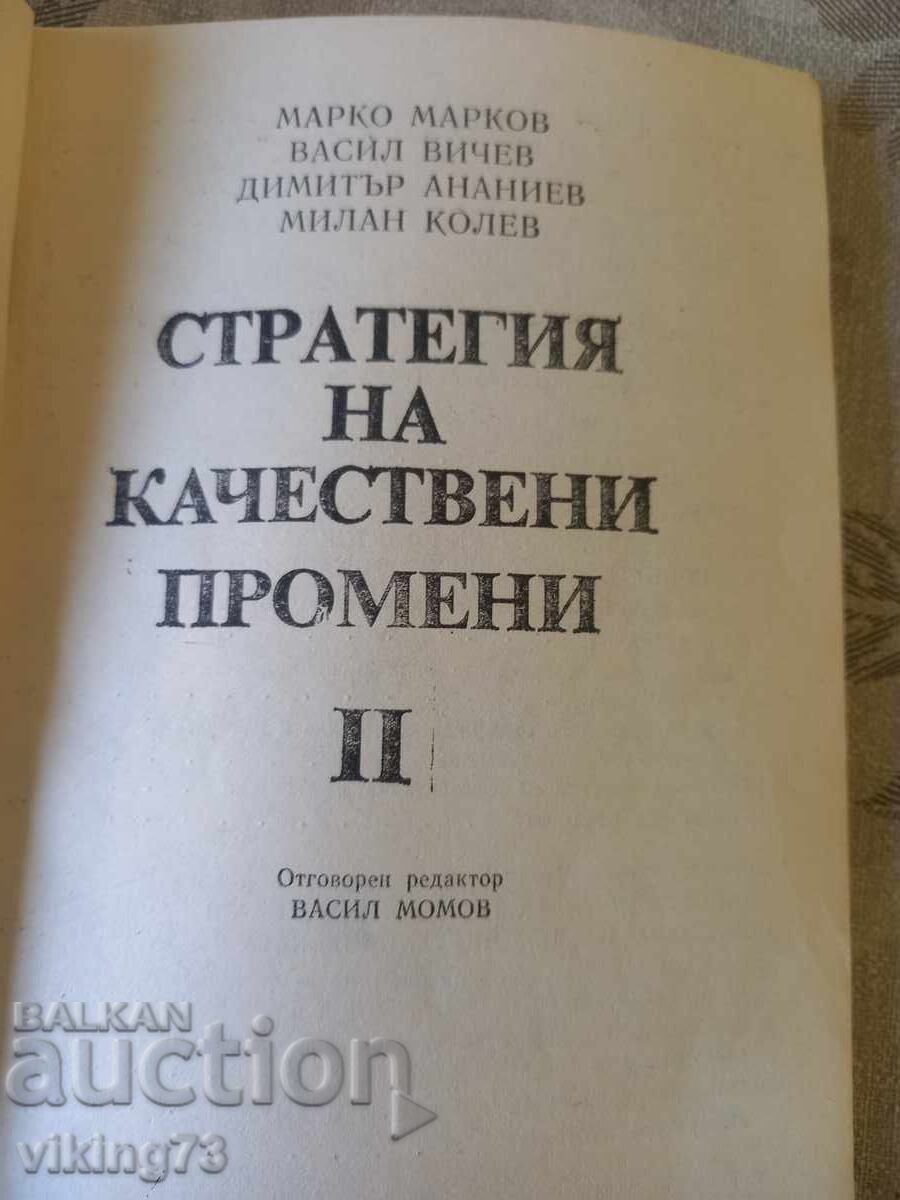 МАРКО МАРКОВ
ВАСИЛ ВИЧЕВ
ДИМИТЪР АНАНИЕВ
МИЛАН КОЛЕВ
СТРАТЕГИЯ
НА
КАЧЕСТВЕНИ
ПРОМЕНИ
II
Отговорен редактор
ВАСИЛ МОМОВ
BALKAN
auction
viking73